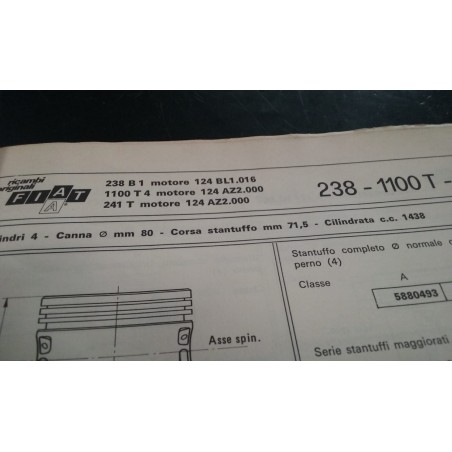 ricambi
originali
FIAT
A
238 B 1 motore 124 BL1.016
1100 T 4 motore 124 AZ2.000
241 T motore 124 AZ2.000
238 - 1100 T -
indri 4 - Canna Ø mm 80 - Corsa stantuffo mm 71,5 - Cilindrata c.c. 1438
Stantuffo completo Ø normale
perno (4)
Classe A
5880493
Asse spin.
Serie stantuffi maggiorati